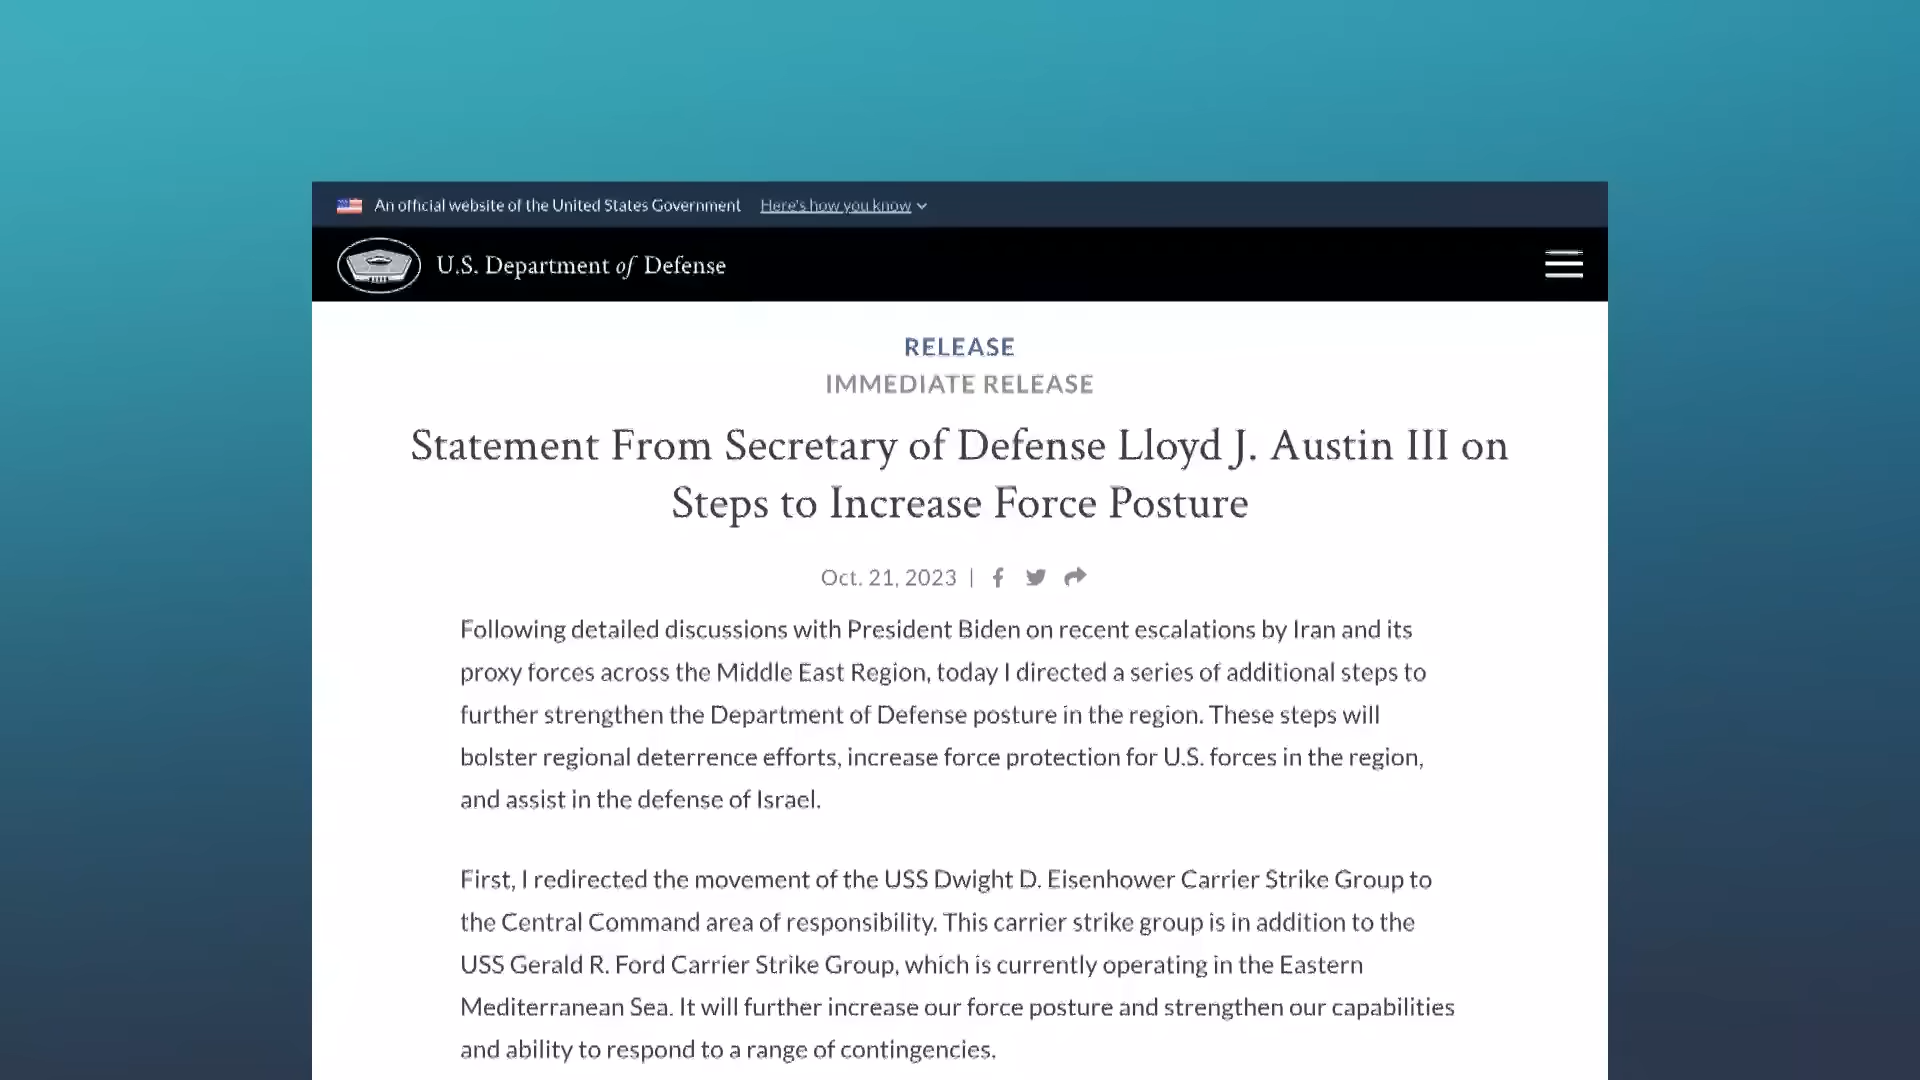 An official website of the United States Government Here's how you know
U.S. Department of Defense
RELEASE
IMMEDIATE RELEASE
Statement From Secretary of Defense Lloyd J. Austin III on
Steps to Increase Force Posture
Oct. 21, 2023 |
Following detailed discussions with President Biden on recent escalations by Iran and its
proxy forces across the Middle East Region, today I directed a series of additional steps to
further strengthen the Department of Defense posture in the region. These steps will
bolster regional deterrence efforts, increase force protection for U.S. forces in the region,
and assist in the defense of Israel.
First, I redirected the movement of the USS Dwight D. Eisenhower Carrier Strike Group to
the Central Command area of responsibility. This carrier strike group is in addition to the
USS Gerald R. Ford Carrier Strike Group, which is currently operating in the Eastern
Mediterranean Sea. It will further increase our force posture and strengthen our capabilities
and ability to respond to a range of contingencies.